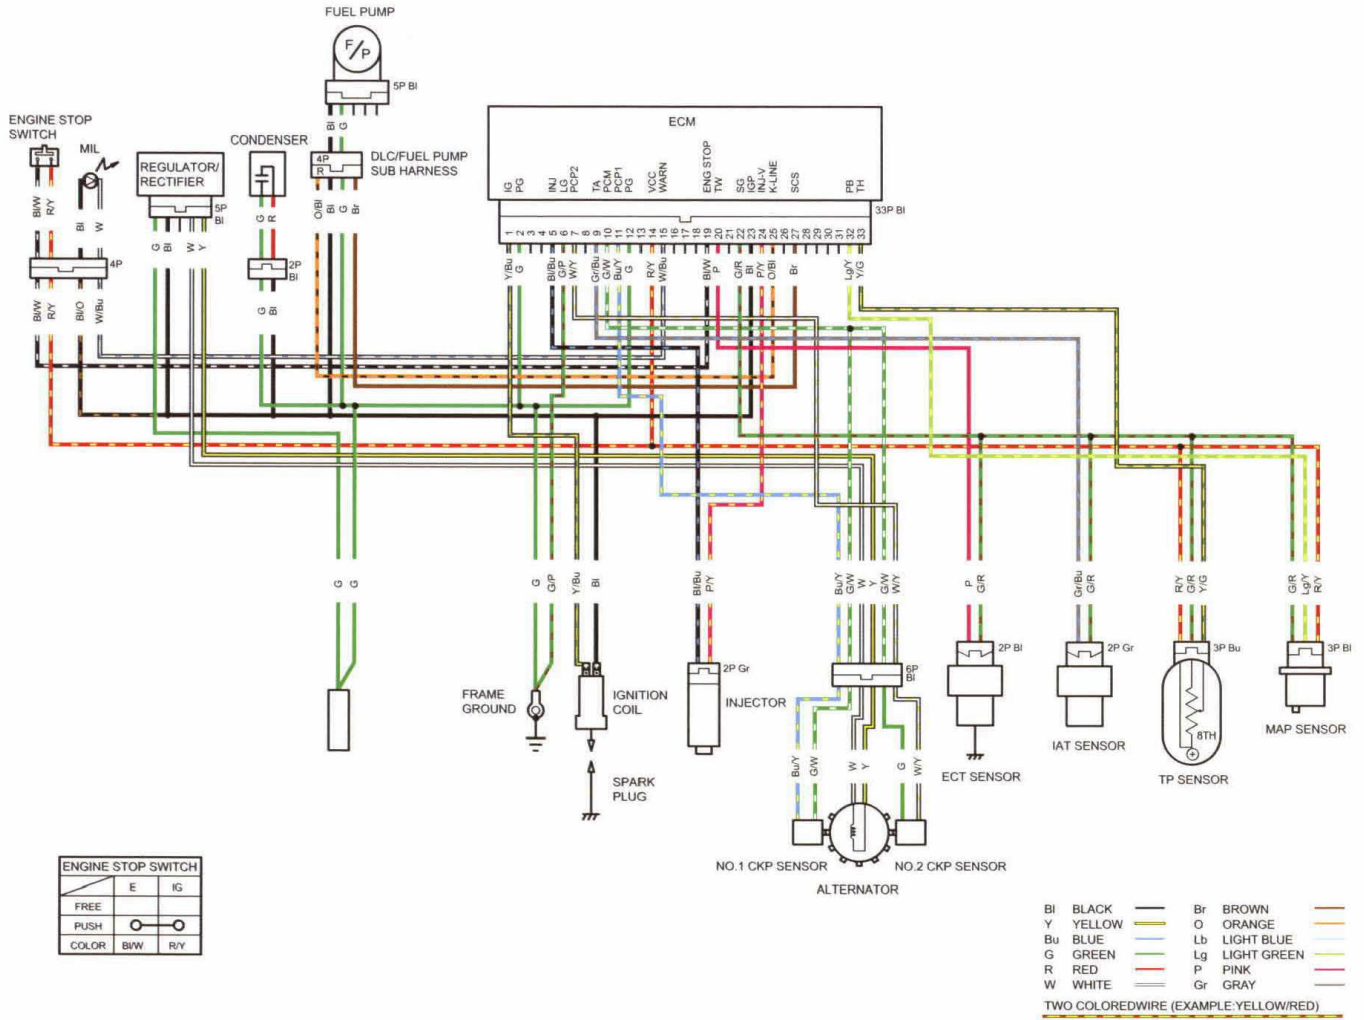 FUEL PUMP
F/P
5P Bl
ENGINE STOP
SWITCH
MIL
REGULATOR/
RECTIFIER
5P
Bl
CONDENSER
Bl G
4P
R
DLC/FUEL PUMP
SUB HARNESS
ECM
IG PG INJ LG PCP2 TA PCM PCP1 PG VCC WARN ENG STOP TW SG IGP INJ-V K-LINE SCS PB TH
33P Bl
1 2 3 4 5 6 7 8 9 10 11 12 13 14 15 16 17 18 19 20 21 22 23 24 25 26 27 28 29 30 31 32 33
Y/Bu G Bl/Bu G/P W/Y Gr/Bu G/W Bu/Y G R/Y W/Bu Bl/W P G/R Bl P/Y O/Bl Br Lg/Y Y/G
Bl/W R/Y Bl W
G Bl W Y
G R
O/Bl Bl G Br
4P
2P
Bl
Bl/W R/Y Bl/O W/Bu
G Bl
G G
G G/P Y/Bu Bl
Bl/Bu P/Y
Bu/Y G/W W Y G/W W/Y
P G/R
Gr/Bu G/R
R/Y G/R Y/G
G/R Lg/Y R/Y
FRAME
GROUND
IGNITION
COIL
SPARK
PLUG
2P Gr
INJECTOR
6P
Bl
Bu/Y G/W W Y G W/Y
NO.1 CKP SENSOR
NO.2 CKP SENSOR
ALTERNATOR
2P Bl
ECT SENSOR
2P Gr
IAT SENSOR
3P Bu
8TH
TP SENSOR
3P Bl
MAP SENSOR
ENGINE STOP SWITCH
E IG
FREE
PUSH
COLOR Bl/W R/Y
Bl BLACK Br BROWN
Y YELLOW O ORANGE
Bu BLUE Lb LIGHT BLUE
G GREEN Lg LIGHT GREEN
R RED P PINK
W WHITE Gr GRAY
TWO COLOREDWIRE (EXAMPLE:YELLOW/RED)